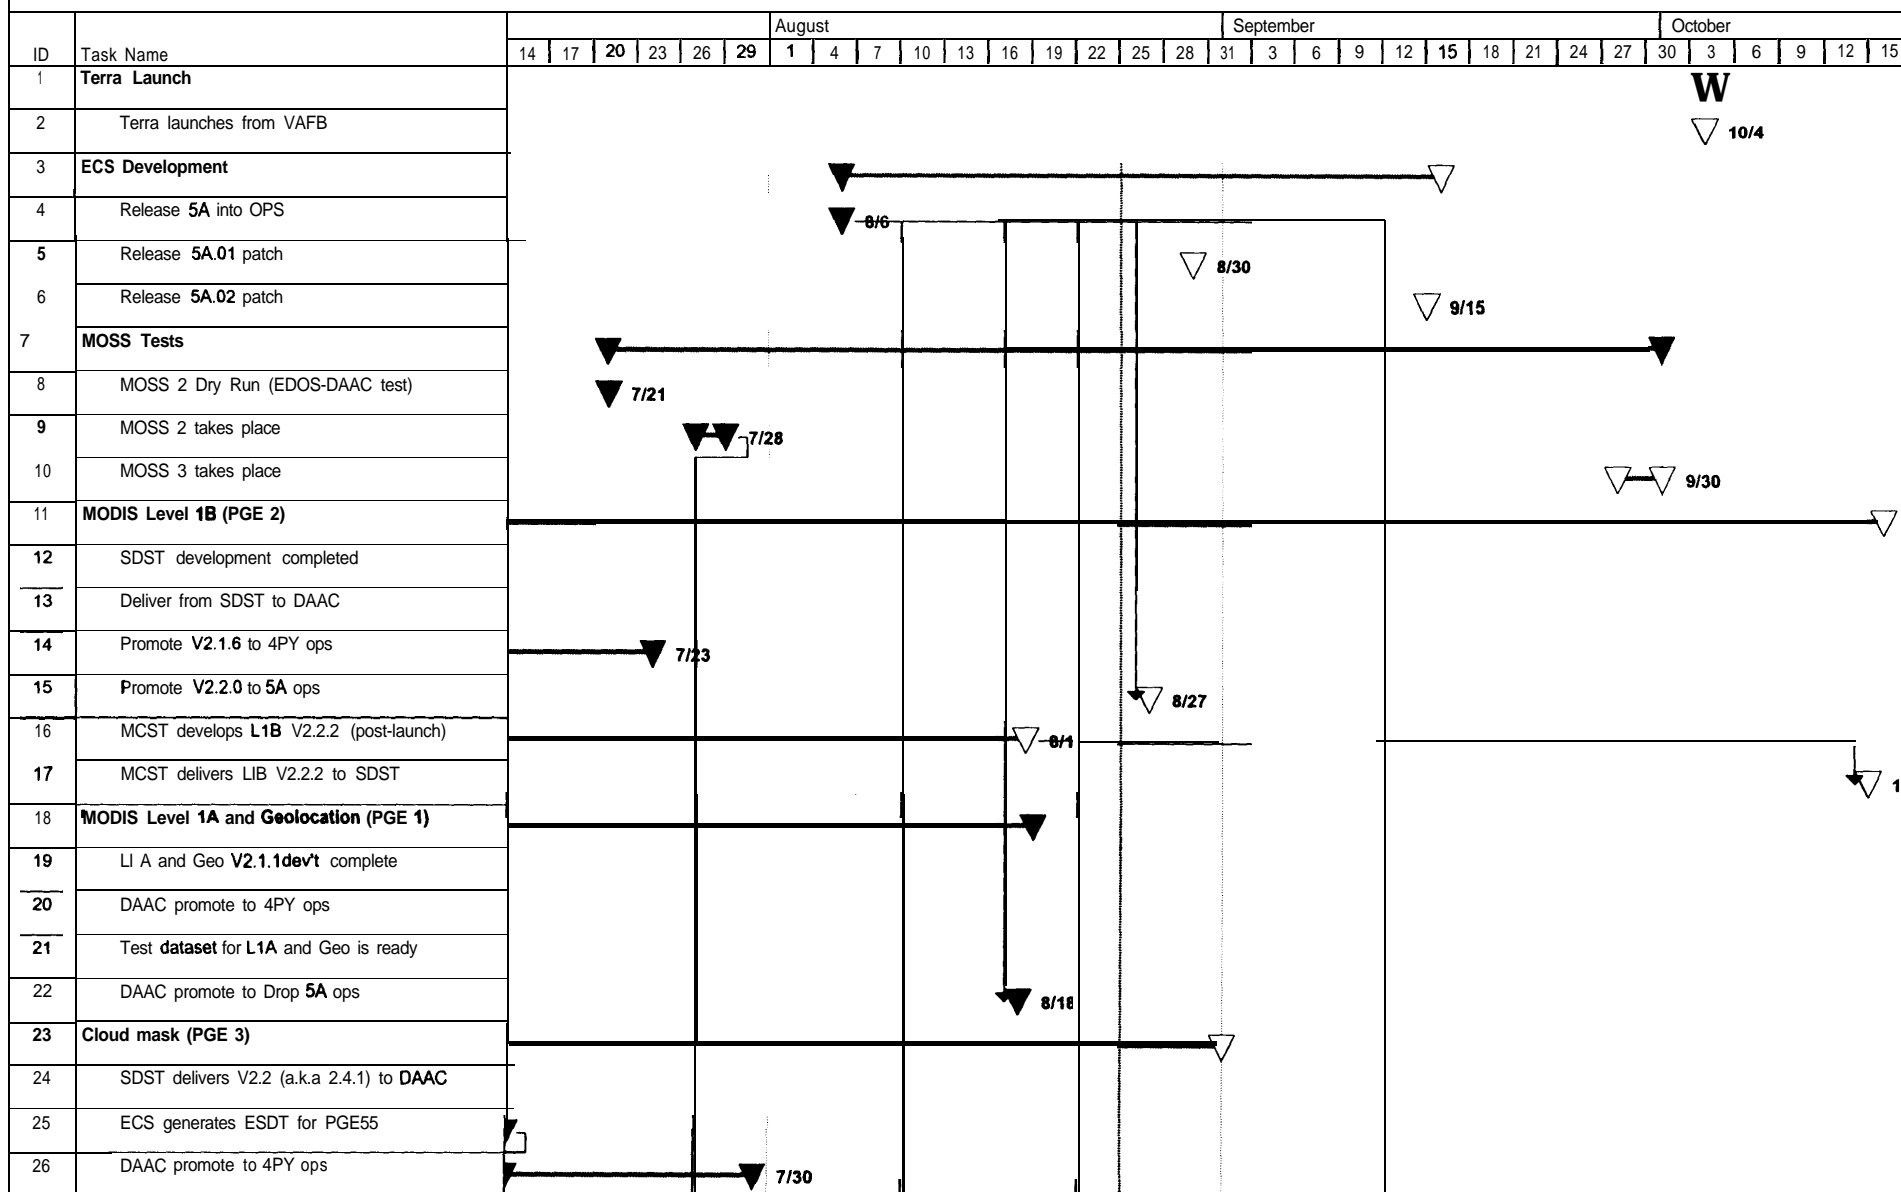 August September October
ID Task Name 14 17 20 23 26 29 1 4 7 10 13 16 19 22 25 28 31 3 6 9 12 15 18 21 24 27 30 3 6 9 12 15
1 Terra Launch W
2 Terra launches from VAFB 10/4
3 ECS Development
4 Release 5A into OPS 8/6
5 Release 5A.01 patch 8/30
6 Release 5A.02 patch 9/15
7 MOSS Tests
8 MOSS 2 Dry Run (EDOS-DAAC test) 7/21
9 MOSS 2 takes place 7/28
10 MOSS 3 takes place 9/30
11 MODIS Level 1B (PGE 2)
12 SDST development completed
13 Deliver from SDST to DAAC
14 Promote V2.1.6 to 4PY ops 7/23
15 Promote V2.2.0 to 5A ops 8/27
16 MCST develops L1B V2.2.2 (post-launch) 8/1
17 MCST delivers LIB V2.2.2 to SDST 1
18 MODIS Level 1A and Geolocation (PGE 1)
19 LI A and Geo V2.1.1dev't complete
20 DAAC promote to 4PY ops
21 Test dataset for L1A and Geo is ready
22 DAAC promote to Drop 5A ops 8/18
23 Cloud mask (PGE 3)
24 SDST delivers V2.2 (a.k.a 2.4.1) to DAAC
25 ECS generates ESDT for PGE55
26 DAAC promote to 4PY ops 7/30